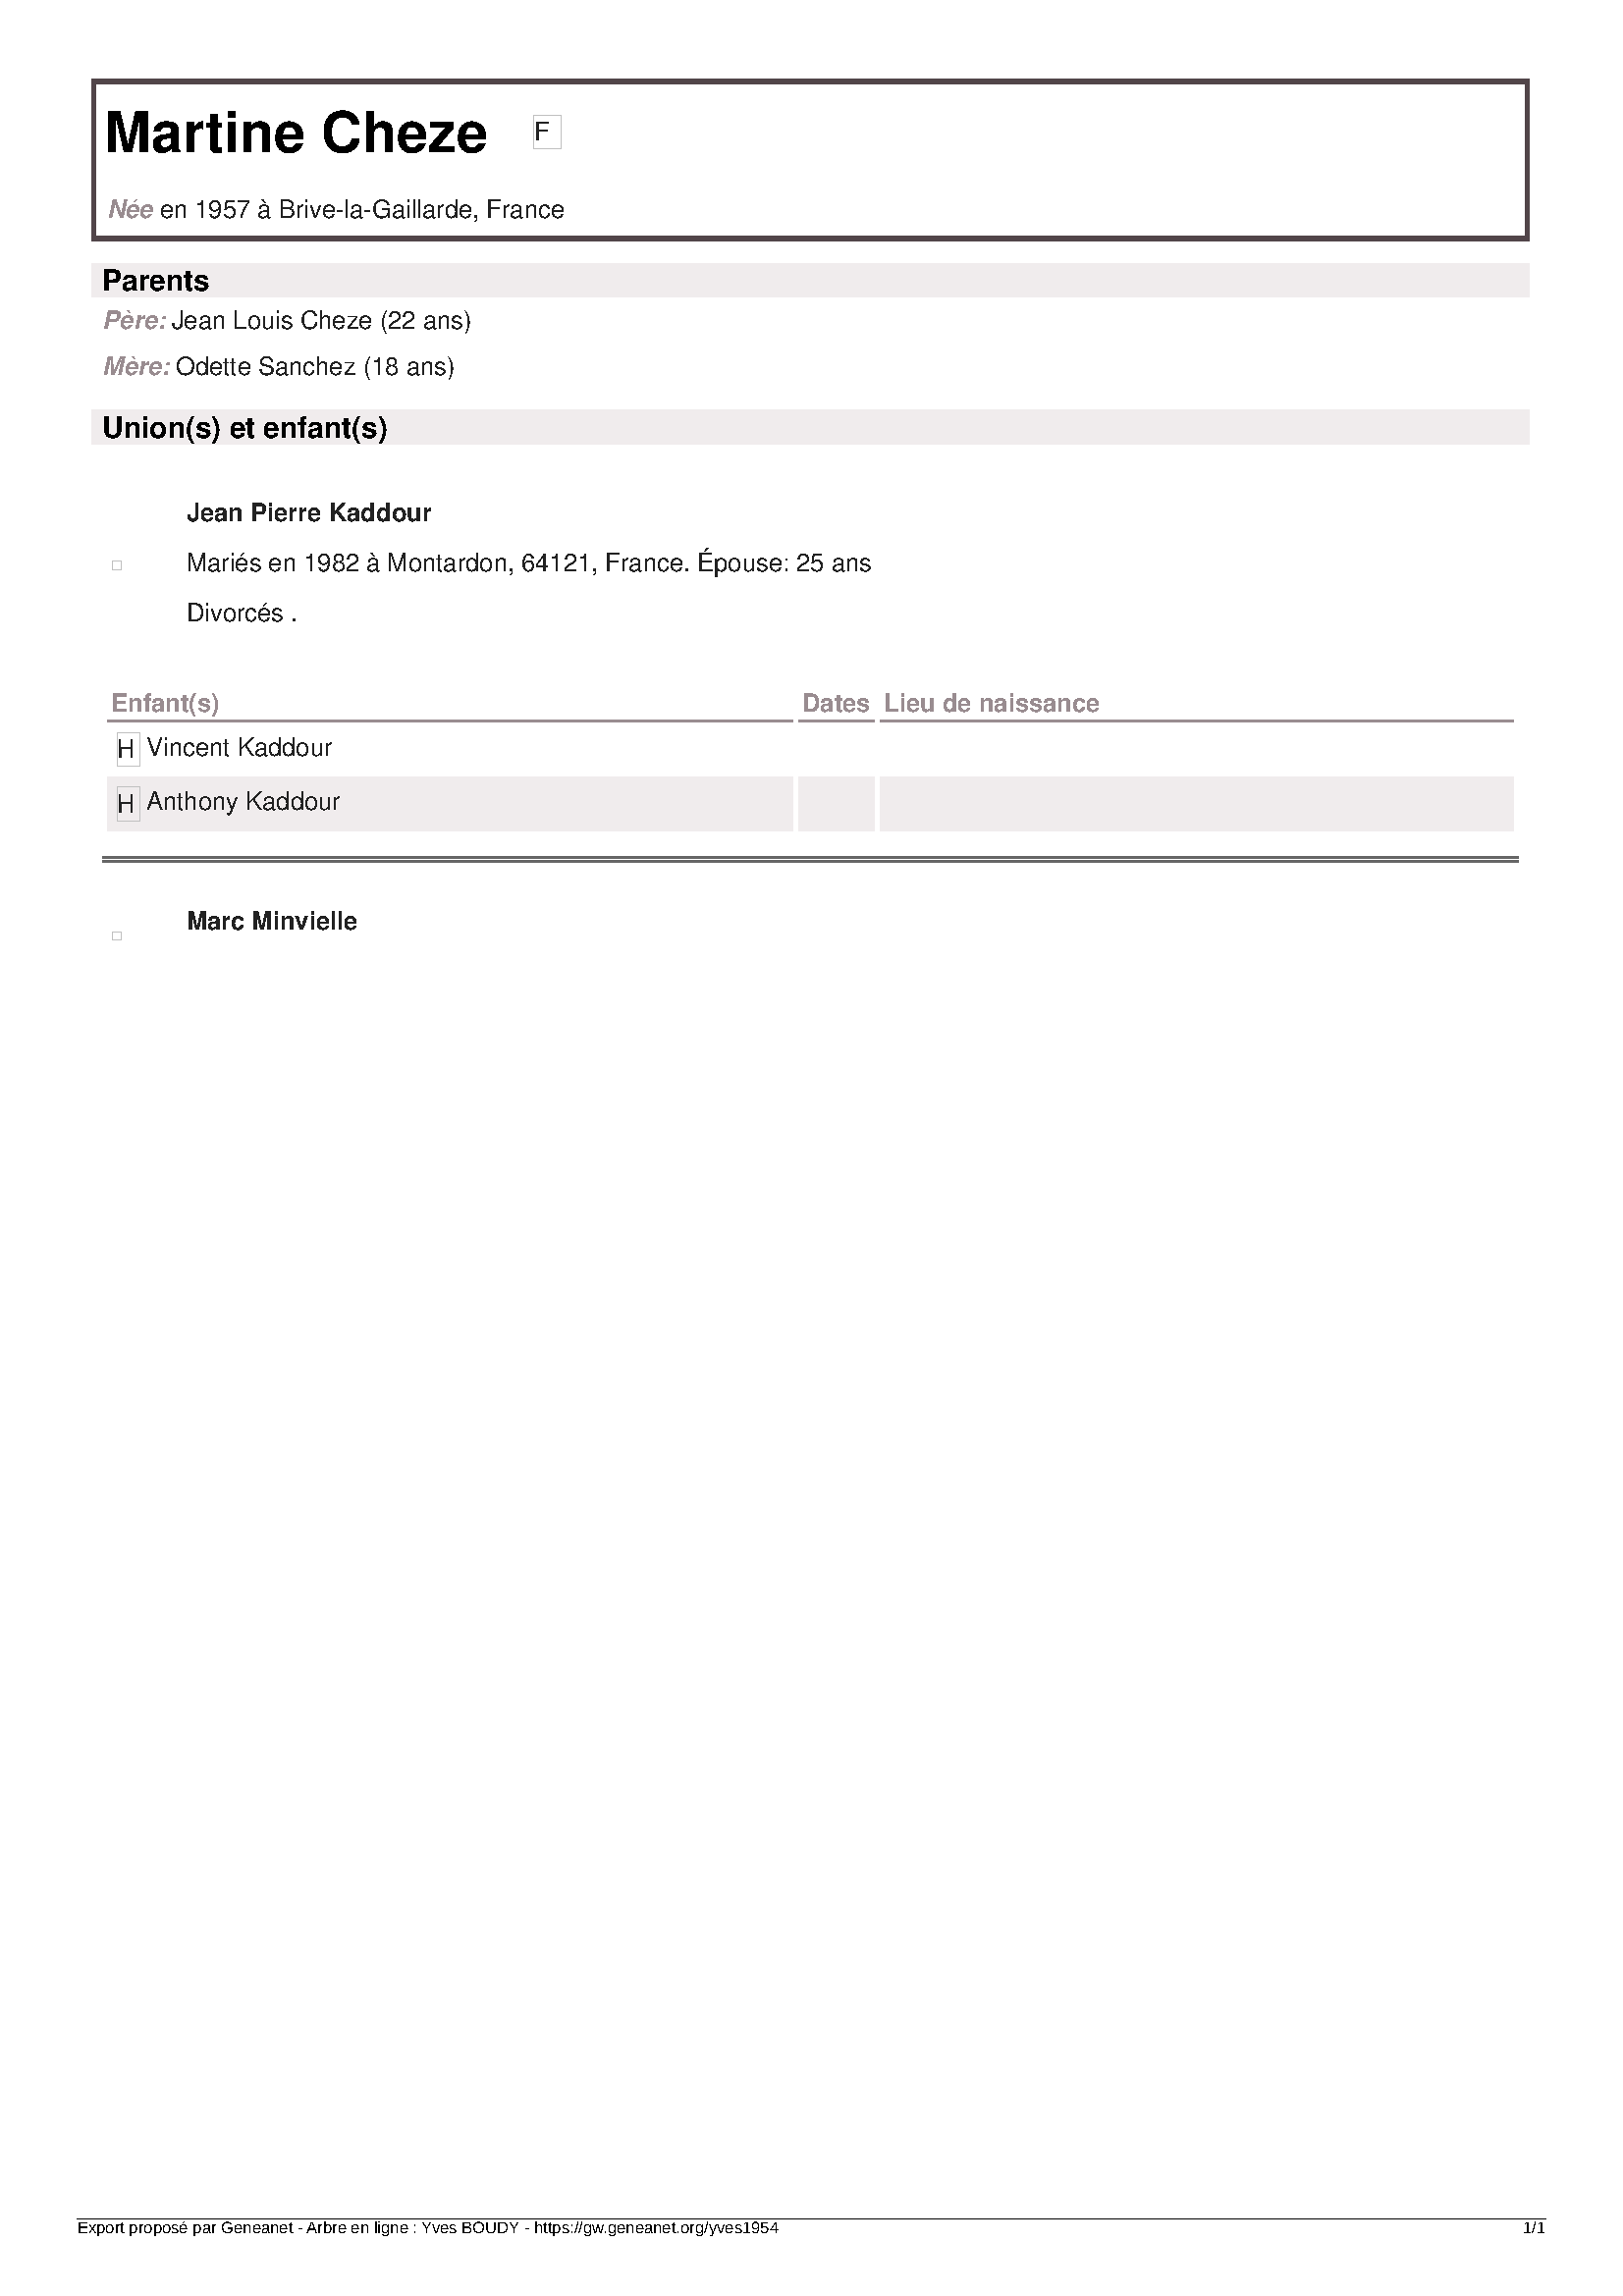 Martine Cheze F
Née en 1957 à Brive-la-Gaillarde, France
Parents
Père: Jean Louis Cheze (22 ans)
Mère: Odette Sanchez (18 ans)
Union(s) et enfant(s)
Jean Pierre Kaddour
Mariés en 1982 à Montardon, 64121, France. Épouse: 25 ans
Divorcés .
Enfant(s) Dates Lieu de naissance
H Vincent Kaddour
H Anthony Kaddour
Marc Minvielle
Export proposé par Geneanet - Arbre en ligne : Yves BOUDY - https://gw.geneanet.org/yves1954 1/1